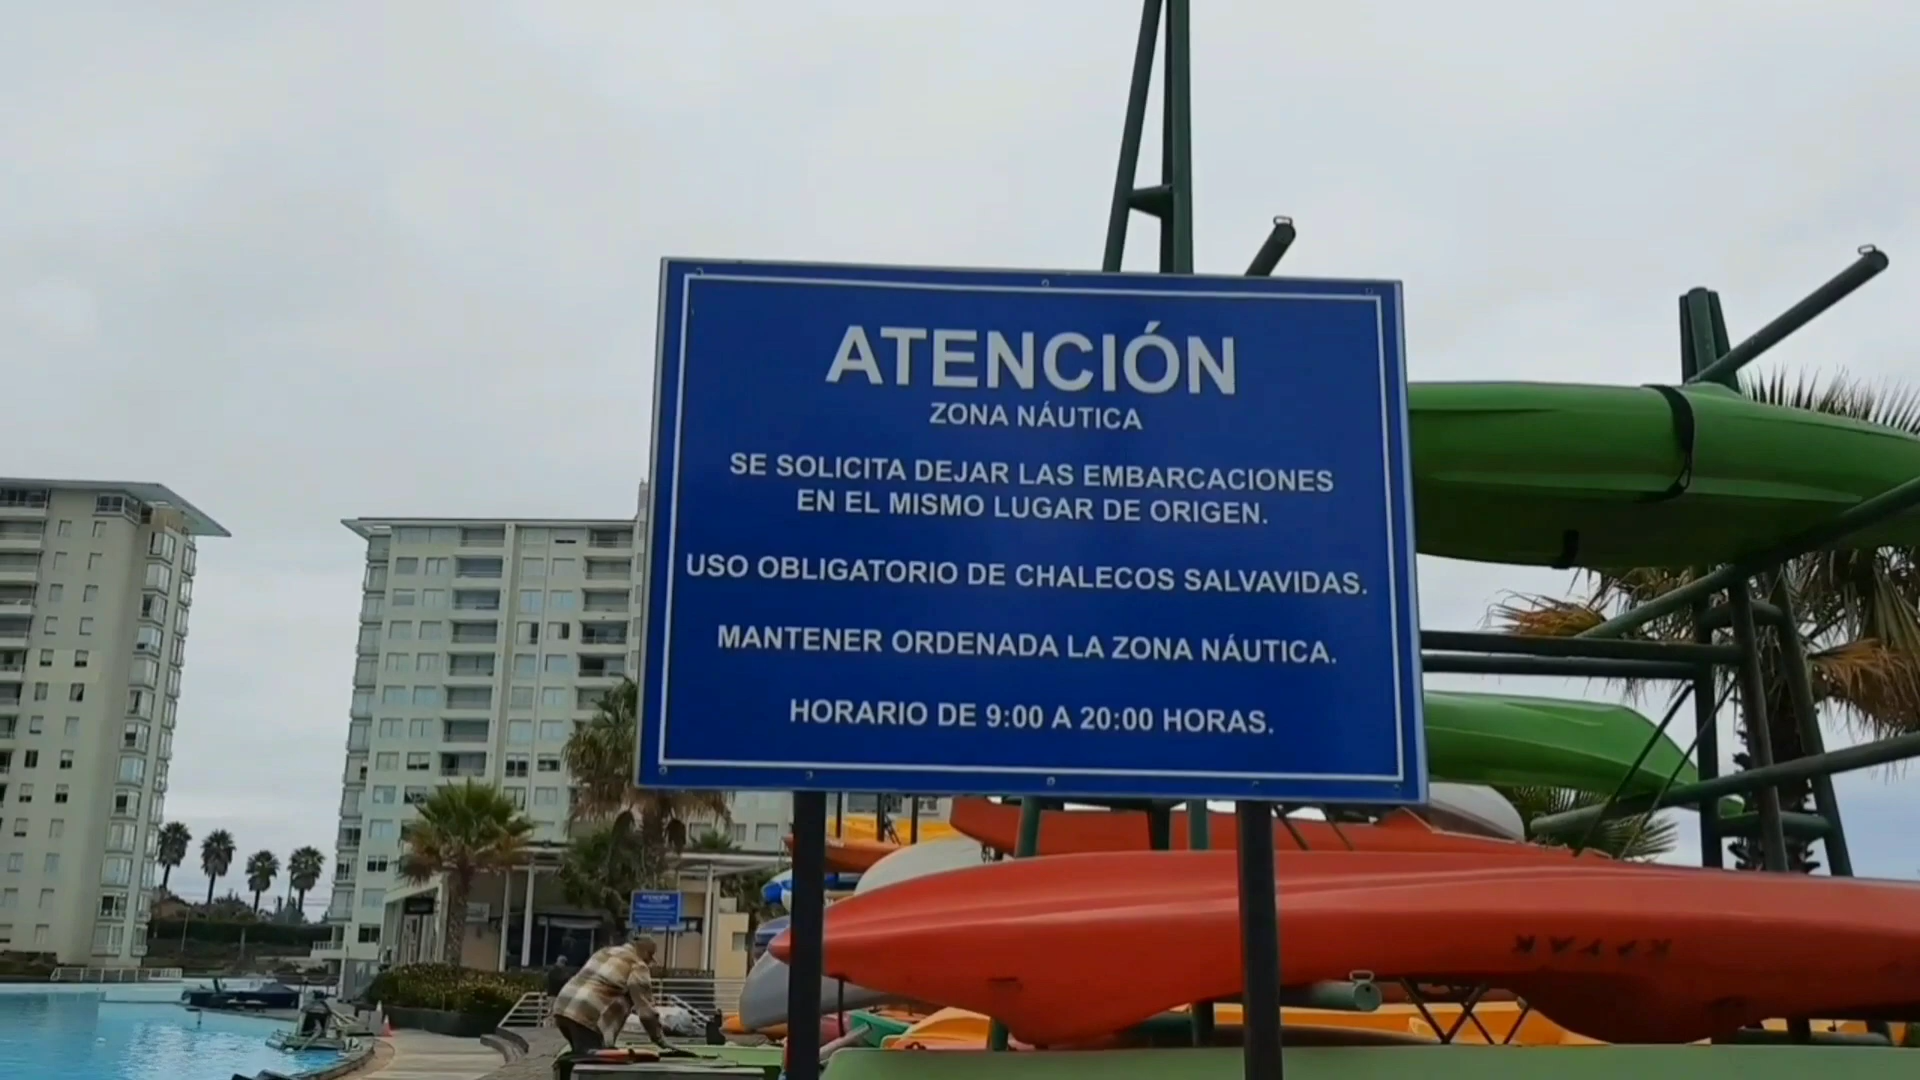 ATENCIÓN
ZONA NÁUTICA
SE SOLICITA DEJAR LAS EMBARCACIONES
EN EL MISMO LUGAR DE ORIGEN.
USO OBLIGATORIO DE CHALECOS SALVAVIDAS.
MANTENER ORDENADA LA ZONA NÁUTICA.
HORARIO DE 9:00 A 20:00 HORAS.
ATENCIÓN